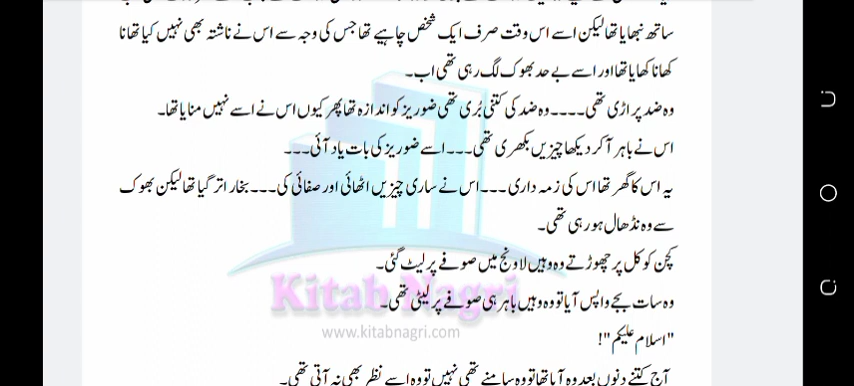 ساتھ نبھایا تھا لیکن اسے اس وقت صرف ایک شخص چاہیے تھا جس کی وجہ سے اس نے ناشتہ بھی نہیں کیا تھا نا
کھانا کھایا تھا اور اسے بے حد بھوک لگ رہی تھی اب۔
وہ ضد پر اڑی تھی۔۔۔۔وہ ضد کی کتنی بُری تھی ضوریز کو اندازہ تھا پھر کیوں اس نے اسے نہیں منایا تھا۔
اس نے باہر آکر دیکھا چیزیں بکھری تھی۔۔۔اسے ضوریز کی بات یاد آئی۔۔۔
یہ اس کا گھر تھا اس کی زمہ داری۔۔۔اس نے ساری چیزیں اٹھائی اور صفائی کی۔۔۔بخار اتر گیا تھا لیکن بھوک
سے وہ نڈھال ہو رہی تھی۔
کچن کو کل پر چھوڑتے وہ وہیں لاونج میں صوفے پر لیٹ گئی۔
Kitab Nagri
وہ سات بجے واپس آیا تو وہ وہیں باہر ہی صوفے پر لیٹی تھی۔
www.kitabnagri.com
"اسلام علیکم"!
آج کتنے دنوں بعد وہ آیا تھا تو وہ سامنے تھی نہیں تو وہ اسے نظر بھی نہ آتی تھی۔